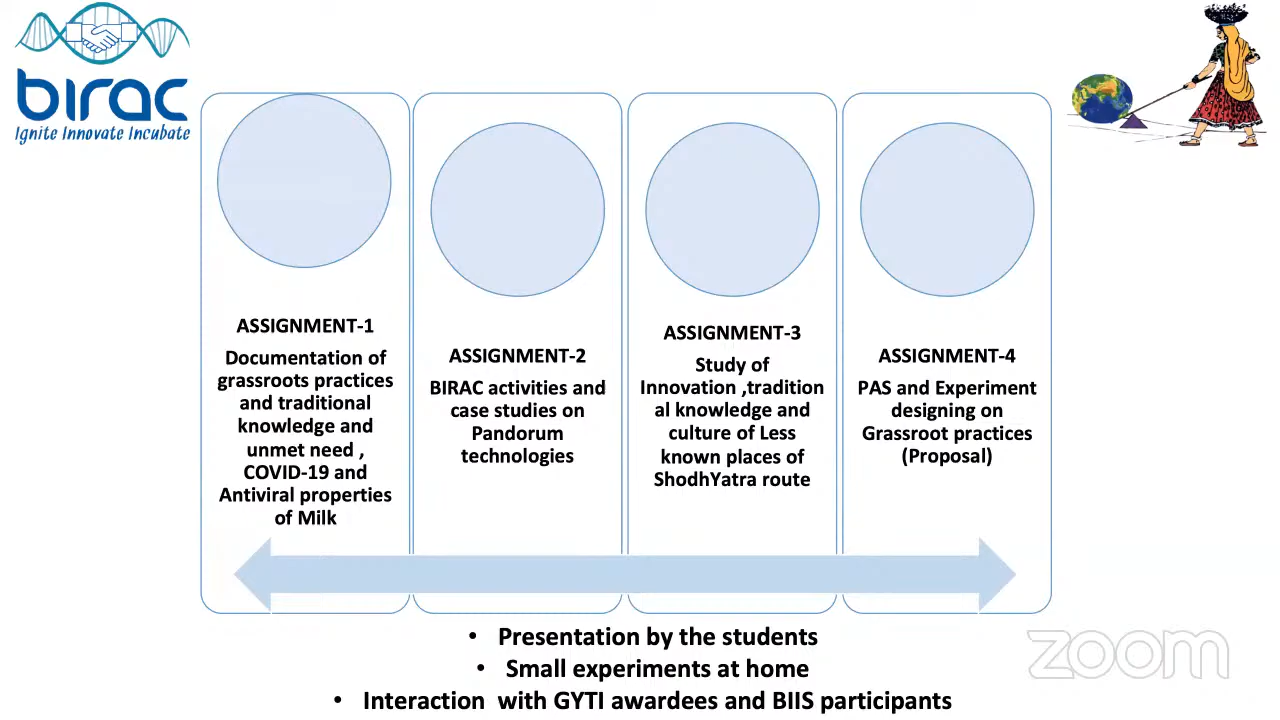 birac
Ignite Innovate Incubate
ASSIGNMENT-1
Documentation of
grassroots practices
and traditional
knowledge and
unmet need ,
COVID-19 and
Antiviral properties
of Milk
ASSIGNMENT-2
BIRAC activities and
case studies on
Pandorum
technologies
ASSIGNMENT-3
Study of
Innovation ,tradition
al knowledge and
culture of Less
known places of
ShodhYatra route
ASSIGNMENT-4
PAS and Experiment
designing on
Grassroot practices
(Proposal)
• Presentation by the students
• Small experiments at home
• Interaction with GYTI awardees and BIIS participants
zoom